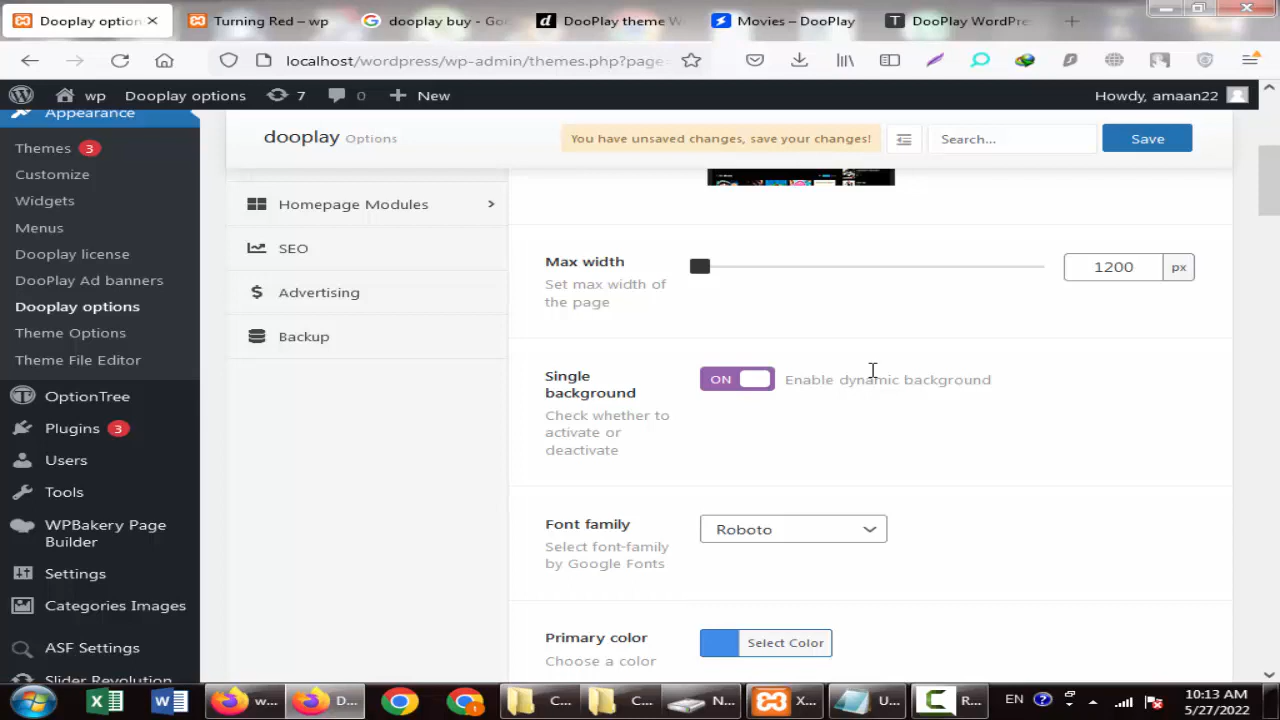 Dooplay option
Turning Red – wp
dooplay buy - Go
DooPlay theme W
Movies – DooPlay
DooPlay WordPre
localhost/wordpress/wp-admin/themes.php?page=
wp
Dooplay options
7
0
New
Howdy, amaan22
Appearance
Themes 3
Customize
Widgets
Menus
Dooplay license
DooPlay Ad banners
Dooplay options
Theme Options
Theme File Editor
OptionTree
Plugins 3
Users
Tools
WPBakery Page
Builder
Settings
Categories Images
ASF Settings
Slider Revolution
dooplay Options
You have unsaved changes, save your changes!
Search...
Save
Homepage Modules
SEO
Advertising
Backup
Max width
Set max width of
the page
1200 px
Single
background
Check whether to
activate or
deactivate
ON
Enable dynamic background
Font family
Select font-family
by Google Fonts
Roboto
Primary color
Choose a color
Select Color
w...
D...
C...
C...
N...
X...
U...
R...
EN
10:13 AM
5/27/2022